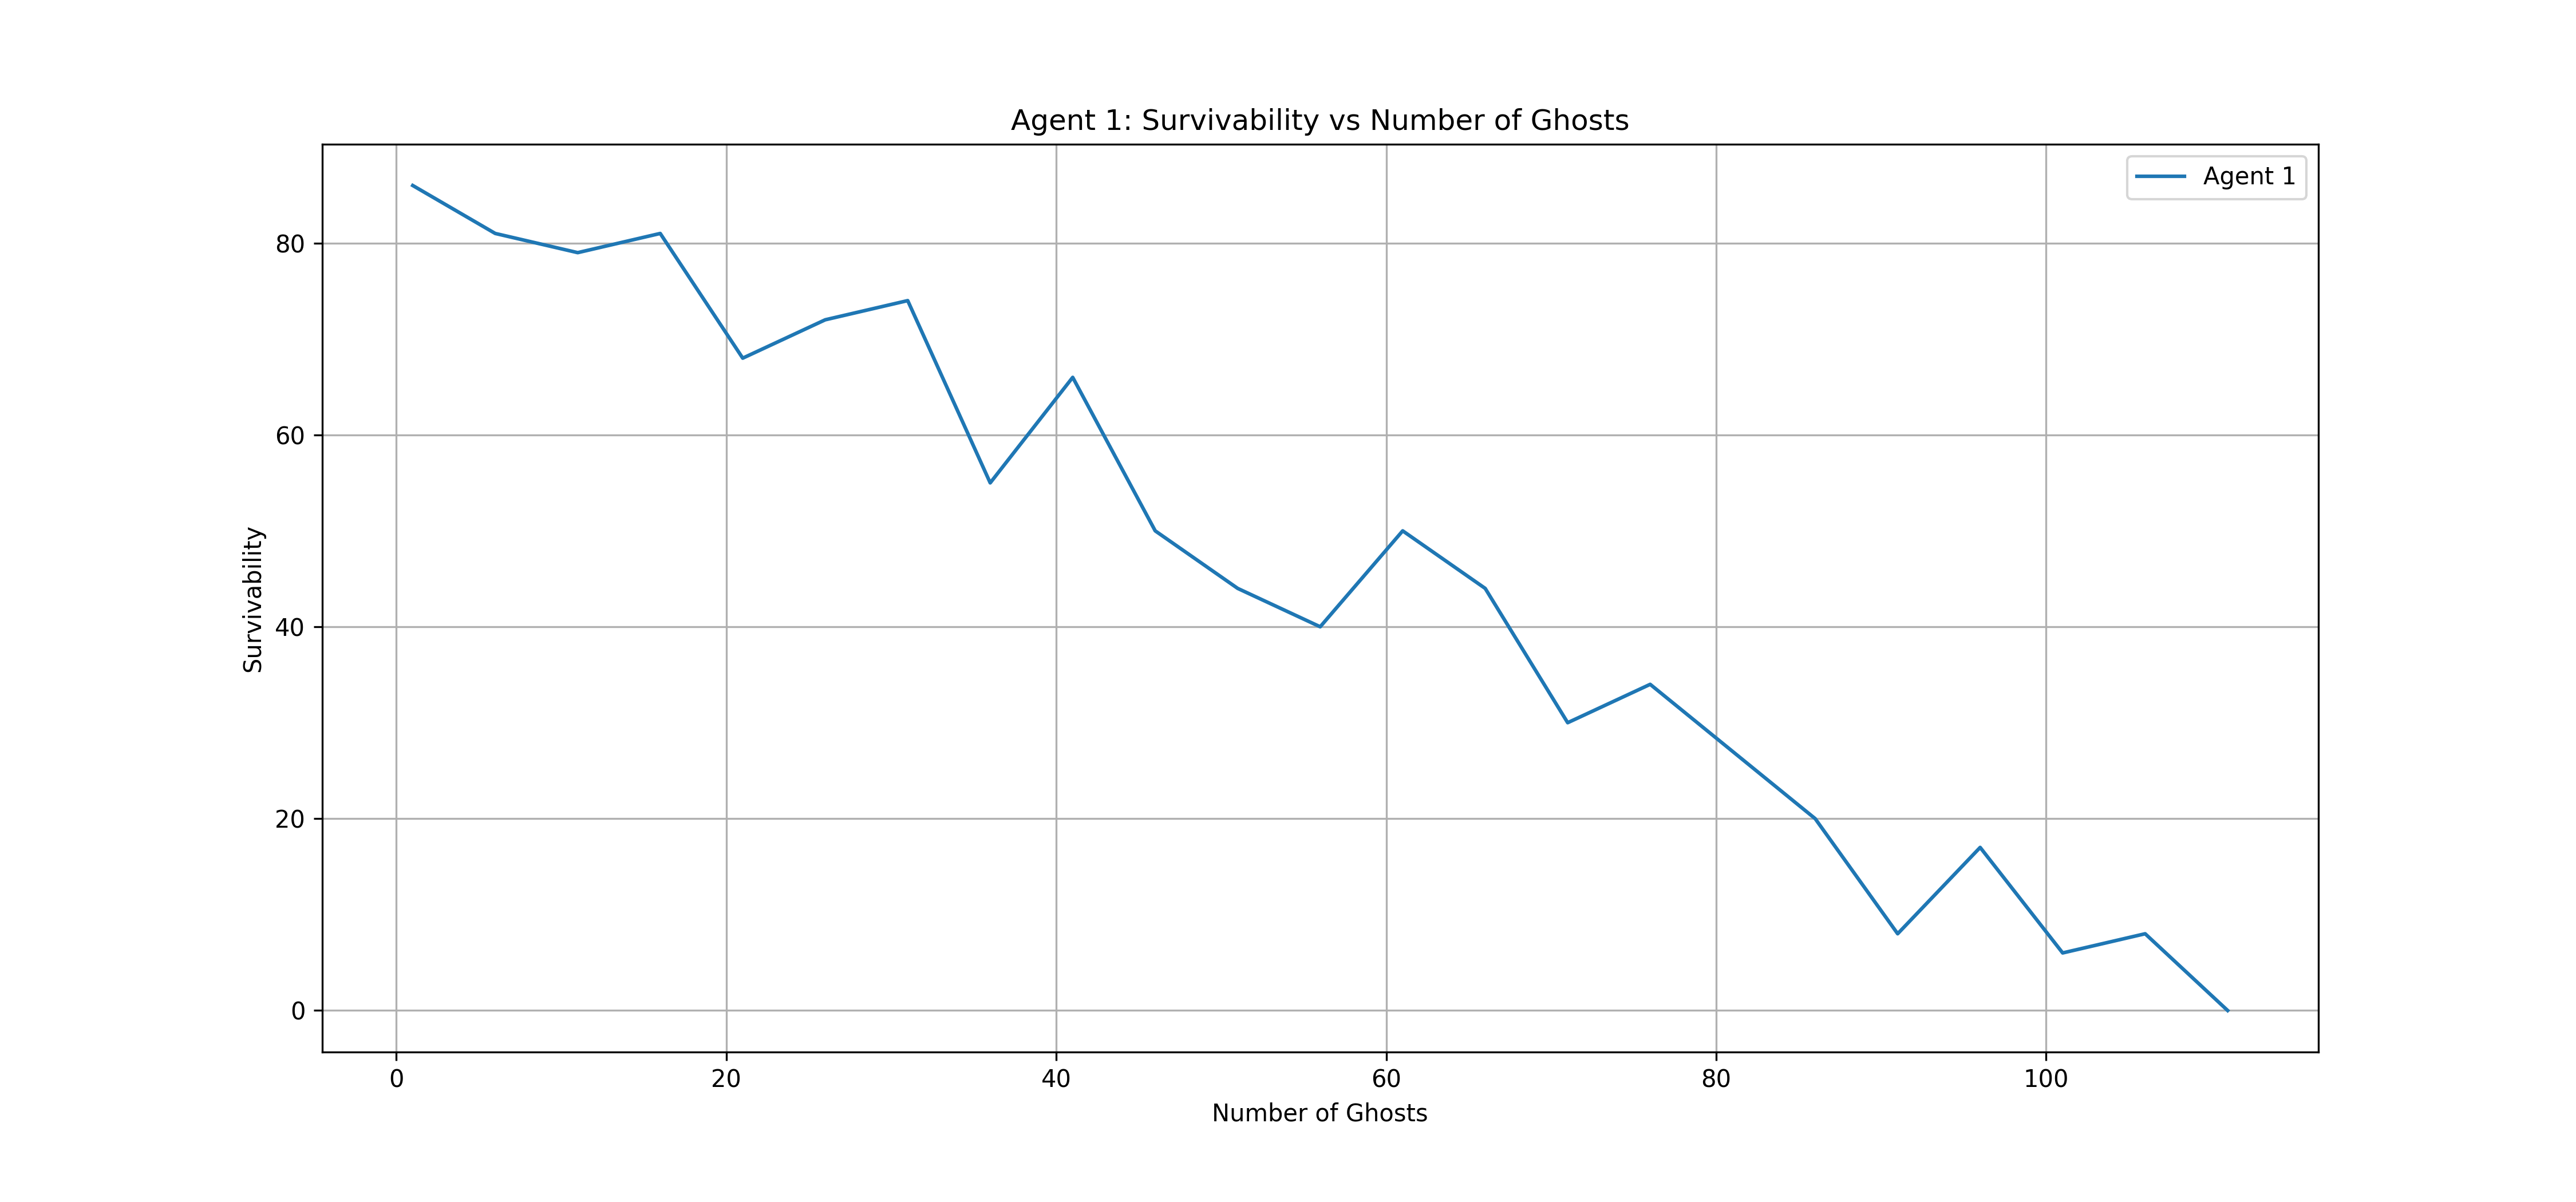 Agent 1: Survivability vs Number of Ghosts
Agent 1
80
60
40
20
0
Survivability
0 20 40 60 80 100
Number of Ghosts